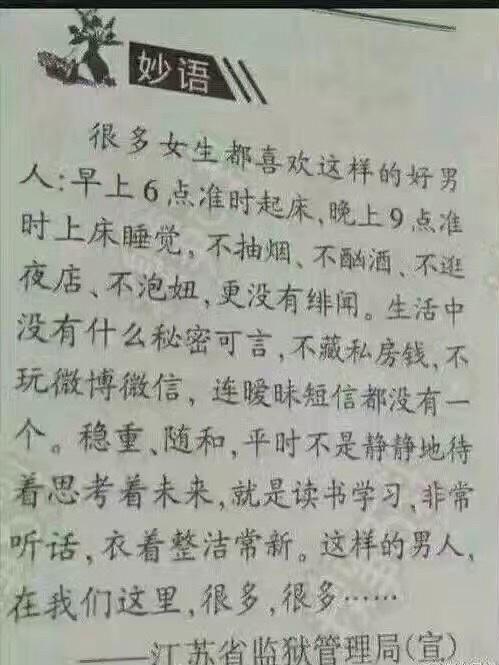 妙语
很多女生都喜欢这样的好男
人:早上6点准时起床,晚上9点准
时上床睡觉，不抽烟、不酗酒、不逛
夜店、不泡妞,更没有绯闻。生活中
没有什么秘密可言,不藏私房钱,不
玩微博微信，连暧昧短信都没有一
个。稳重、随和,平时不是静静地待
着思考着未来,就是读书学习,非常
听话,衣着整洁常新。这样的男人,
在我们这里,很多,很多……
——江苏省监狱管理局(宣)